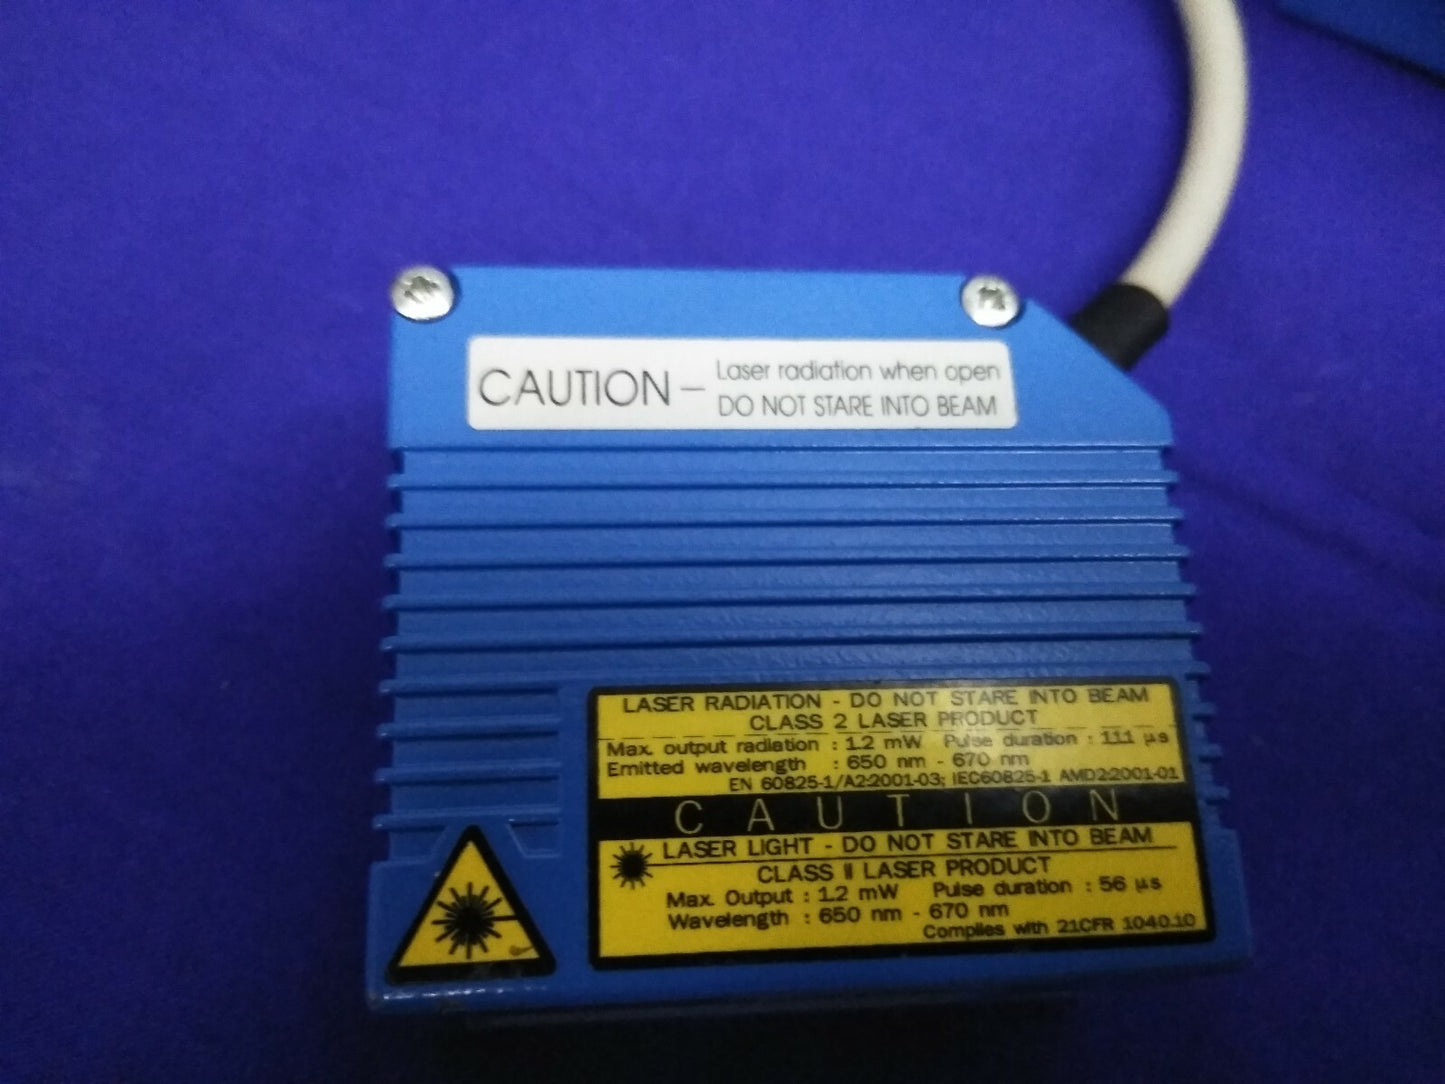 CAUTION – Laser radiation when open
DO NOT STARE INTO BEAM
LASER RADIATION - DO NOT STARE INTO BEAM
CLASS 2 LASER PRODUCT
Max. output radiation : 1.2 mW Pulse duration : 111 µs
Emitted wavelength : 650 nm - 670 nm
EN 60825-1/A2:2001-03; IEC60825-1 AMD2:2001-01
CAUTION
LASER LIGHT - DO NOT STARE INTO BEAM
CLASS II LASER PRODUCT
Max. Output : 1.2 mW Pulse duration : 56 µs
Wavelength : 650 nm - 670 nm
Complies with 21CFR 1040.10